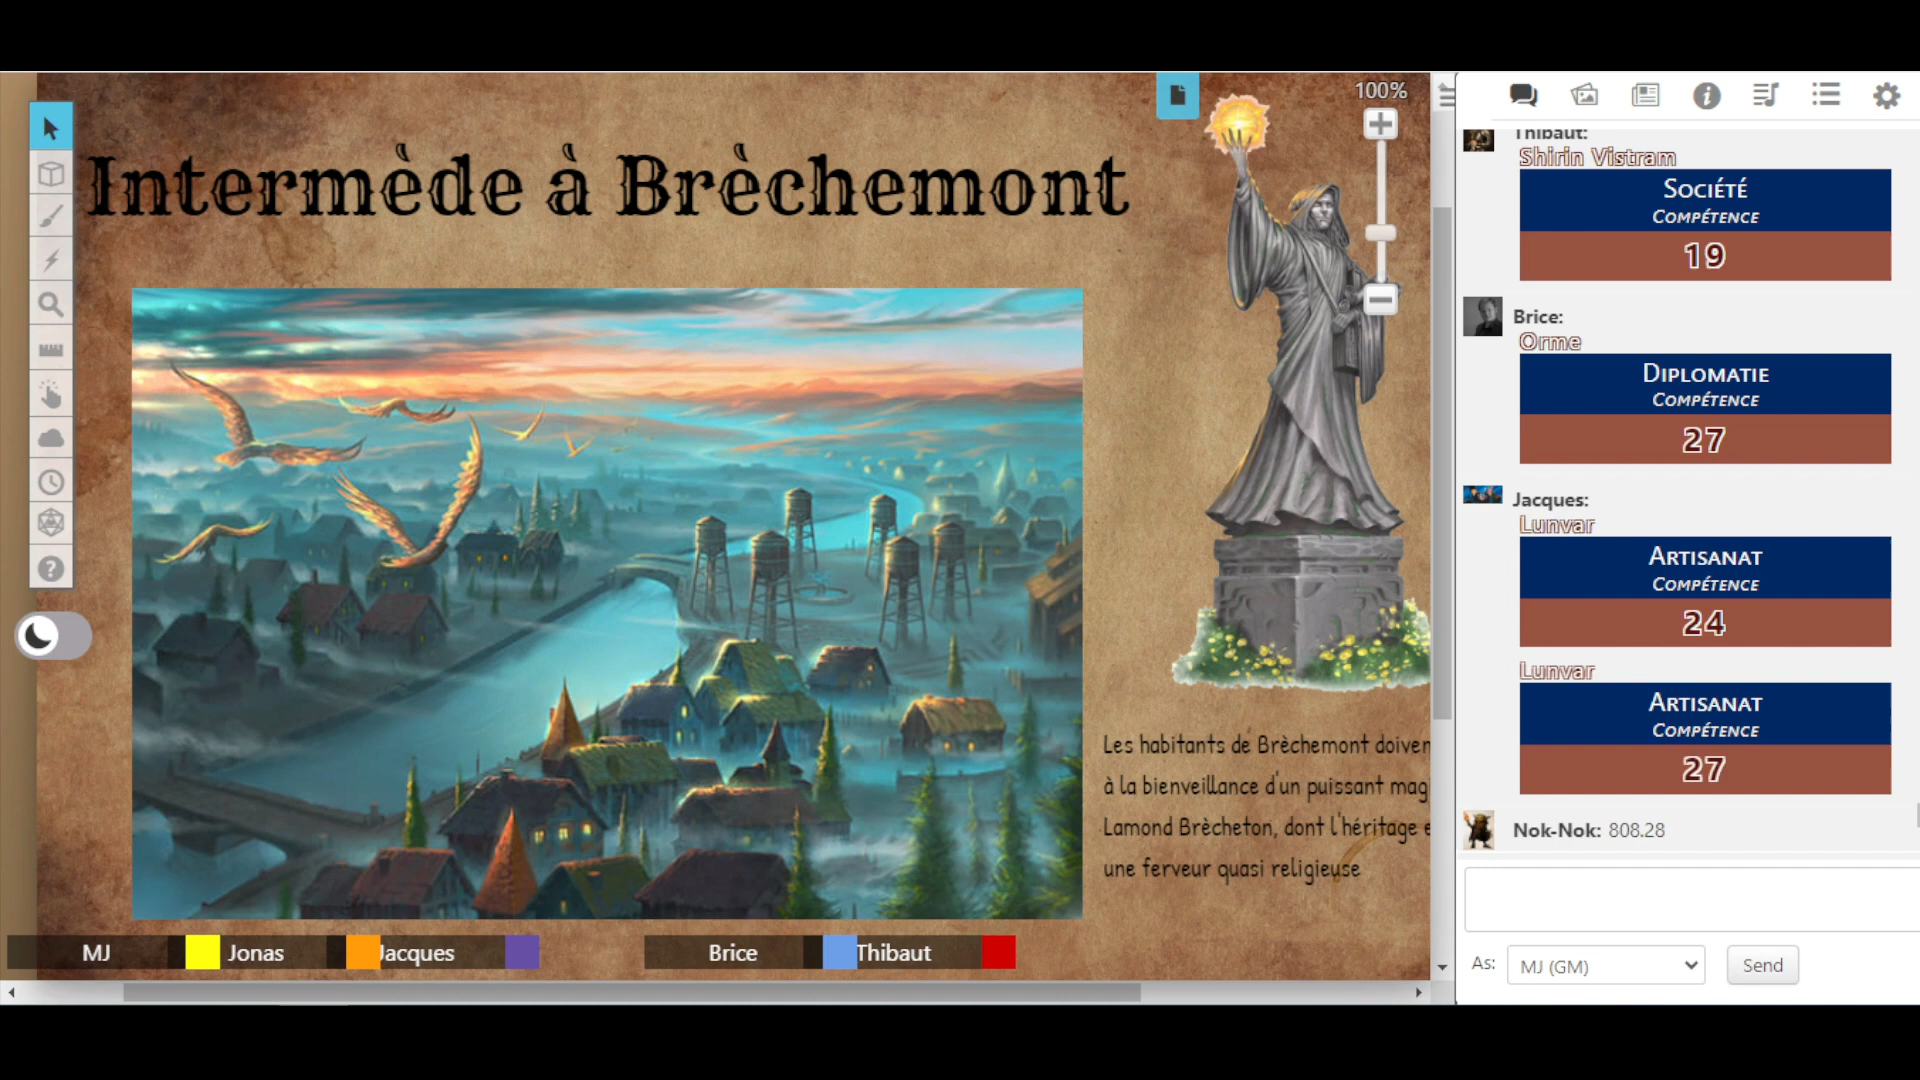 Intermède à Brèchemont
100%
Les habitants de Brèchemont doiven
à la bienveillance d'un puissant mag
Lamond Brècheton, dont l'héritage e
une ferveur quasi religieuse
MJ
Jonas
Jacques
Brice
Thibaut
Thibaut:
Shirin Vistram
Société
Compétence
19
Brice:
Orme
Diplomatie
Compétence
27
Jacques:
Lunvar
Artisanat
Compétence
24
Lunvar
Artisanat
Compétence
27
Nok-Nok: 808.28
As: MJ (GM) Send